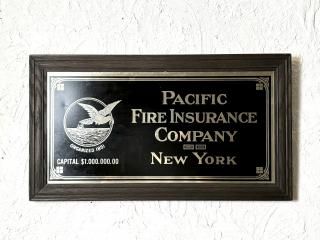 PACIFIC
FIRE INSURANCE
COMPANY
NEW YORK
ORGANIZED 1851
CAPITAL $1.000.000.00